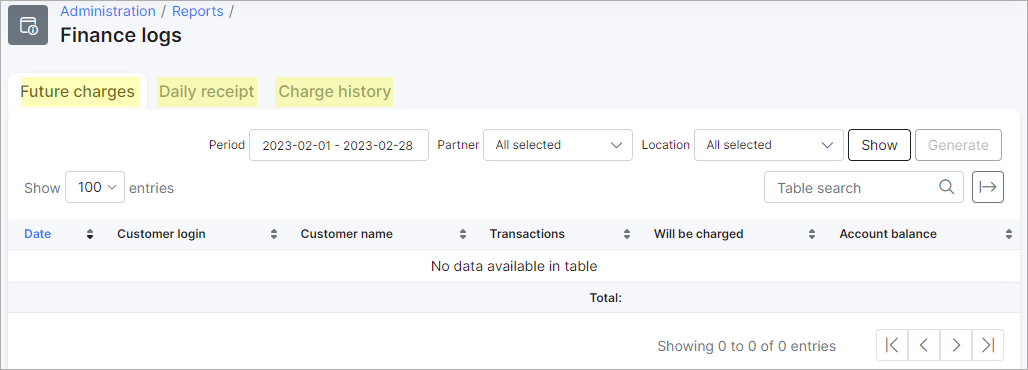 Administration / Reports /
Finance logs
Future charges Daily receipt Charge history
Period 2023-02-01 - 2023-02-28 Partner All selected Location All selected Show Generate
Show 100 entries Table search
Date Customer login Customer name Transactions Will be charged Account balance
No data available in table
Total:
Showing 0 to 0 of 0 entries